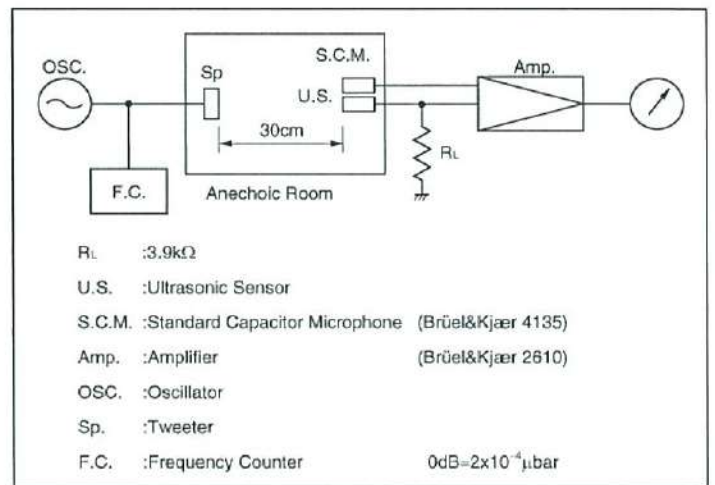 OSC.
Sp
S.C.M.
U.S.
Amp.
30cm
RL
F.C.
Anechoic Room
RL :3.9kΩ
U.S. :Ultrasonic Sensor
S.C.M. :Standard Capacitor Microphone (Brüel&Kjær 4135)
Amp. :Amplifier (Brüel&Kjær 2610)
OSC. :Oscillator
Sp. :Tweeter
F.C. :Frequency Counter 0dB=2x10⁻⁴μbar